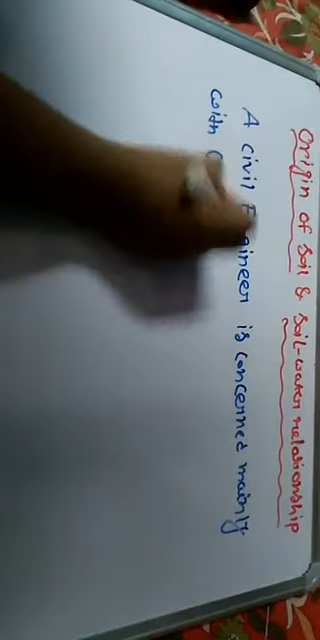 Origin of Soil & Soil-water relationship
A civil Engineer is concerned mainly
with